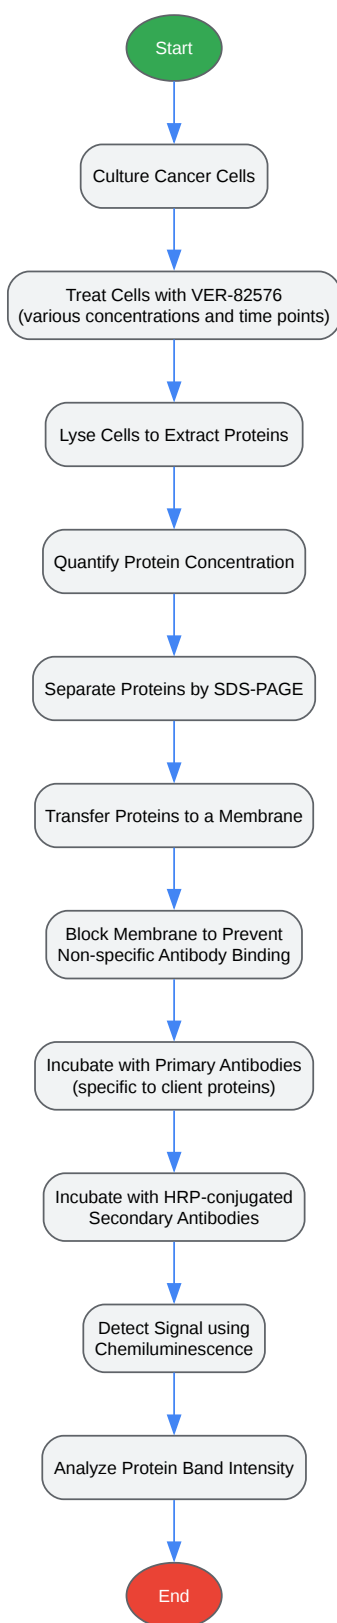 Start
Culture Cancer Cells
Treat Cells with VER-82576
(various concentrations and time points)
Lyse Cells to Extract Proteins
Quantify Protein Concentration
Separate Proteins by SDS-PAGE
Transfer Proteins to a Membrane
Block Membrane to Prevent
Non-specific Antibody Binding
Incubate with Primary Antibodies
(specific to client proteins)
Incubate with HRP-conjugated
Secondary Antibodies
Detect Signal using
Chemiluminescence
Analyze Protein Band Intensity
End